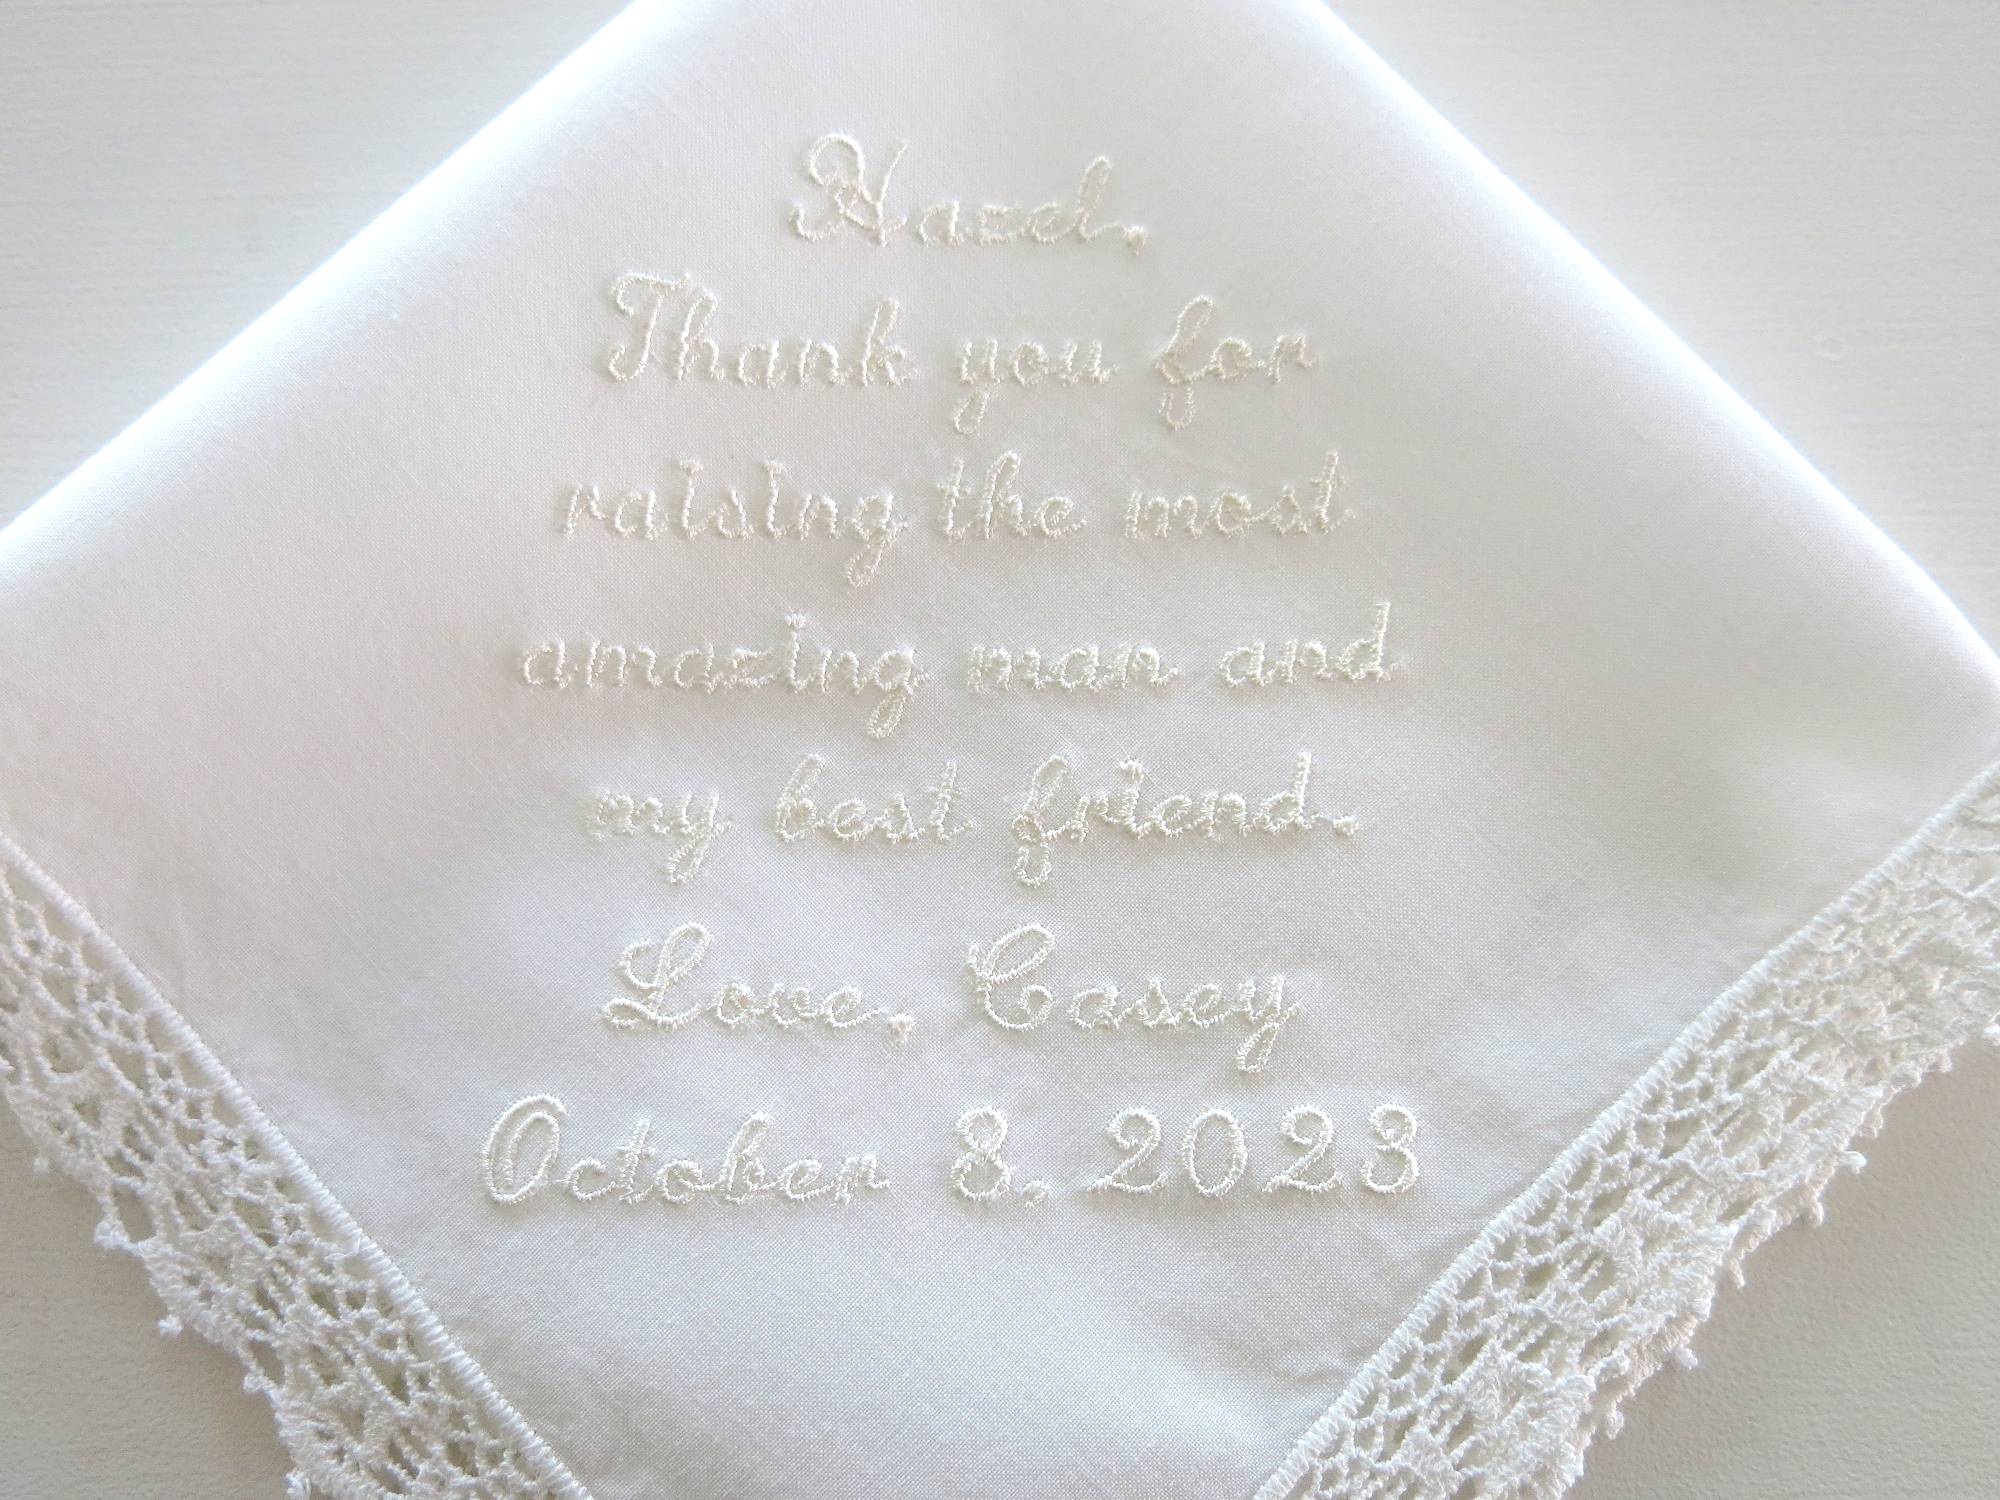 Hazel,
Thank you for
raising the most
amazing man and
my best friend.
Love, Casey
October 8, 2023